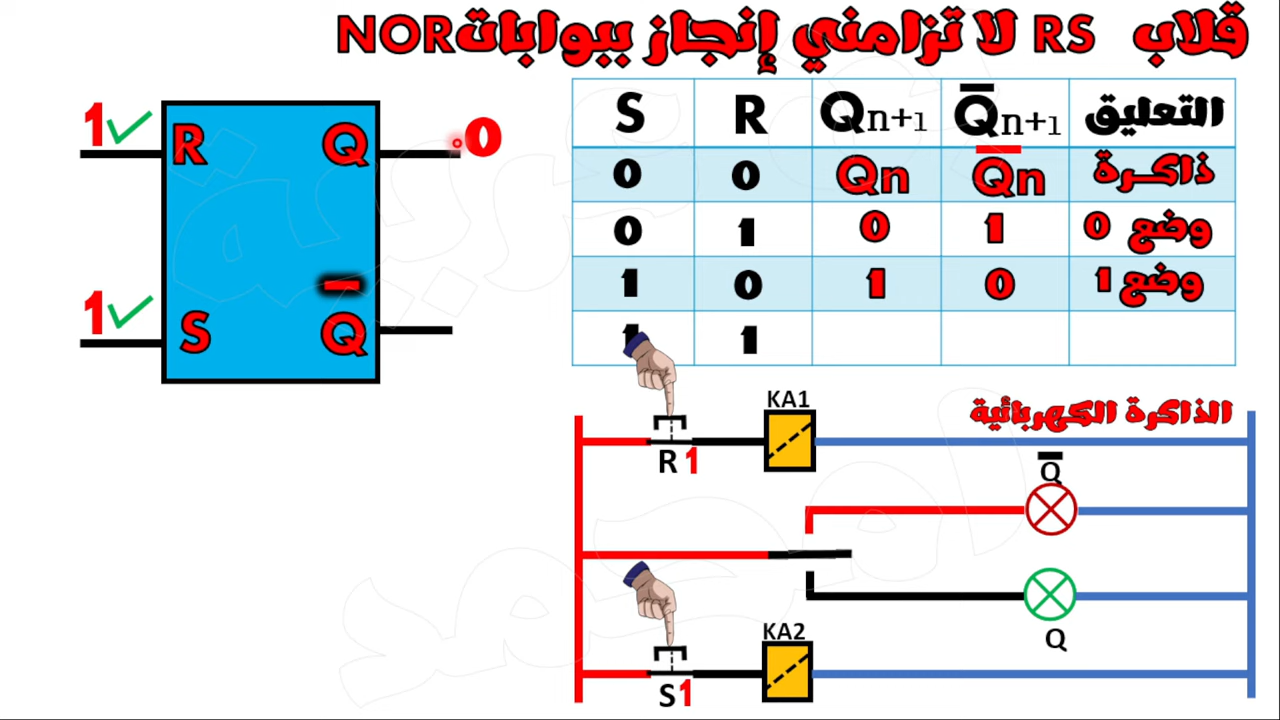 قلاب RS لا تزامني إنجاز ببوابات NOR
1 R Q 0
1 S Q̅
S R Qn+1 Q̅n+1 التعليق
0 0 Qn Q̅n ذاكرة
0 1 0 1 وضع 0
1 0 1 0 وضع 1
1 1
الذاكرة الكهربائية
KA1
R 1
Q̅
KA2
Q
S 1